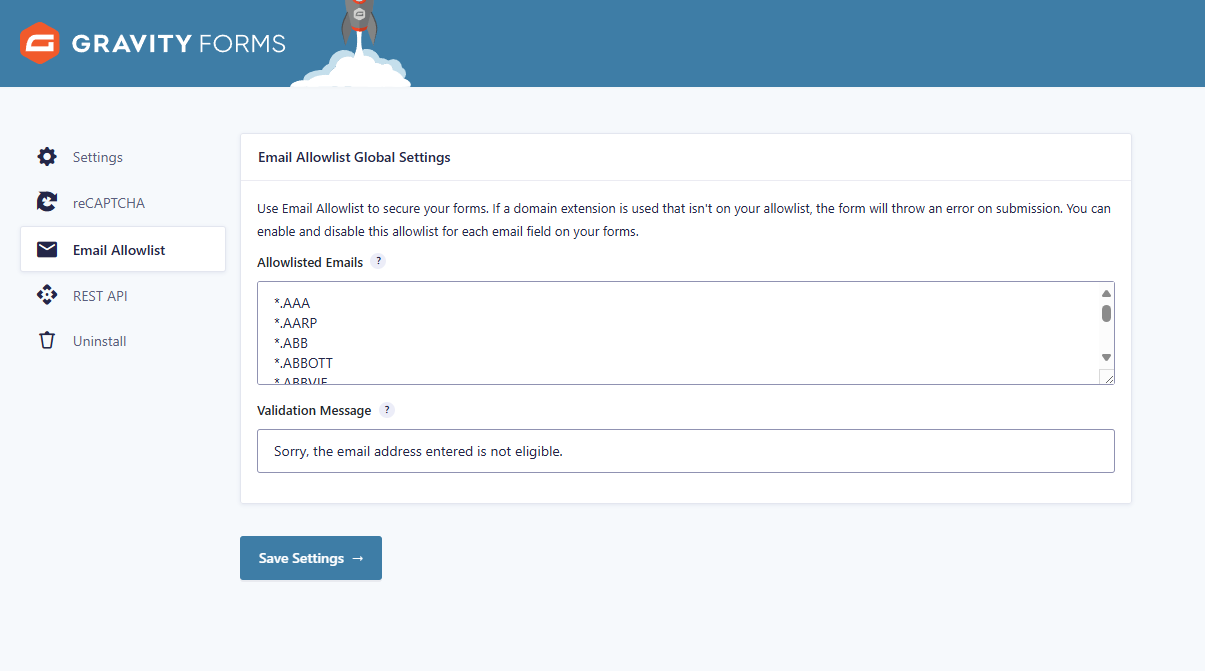 GRAVITY FORMS
Settings
reCAPTCHA
Email Allowlist
REST API
Uninstall
Email Allowlist Global Settings
Use Email Allowlist to secure your forms. If a domain extension is used that isn't on your allowlist, the form will throw an error on submission. You can
enable and disable this allowlist for each email field on your forms.
Allowlisted Emails ?
*.AAA
*.AARP
*.ABB
*.ABBOTT
*.ABBVIE
Validation Message ?
Sorry, the email address entered is not eligible.
Save Settings →